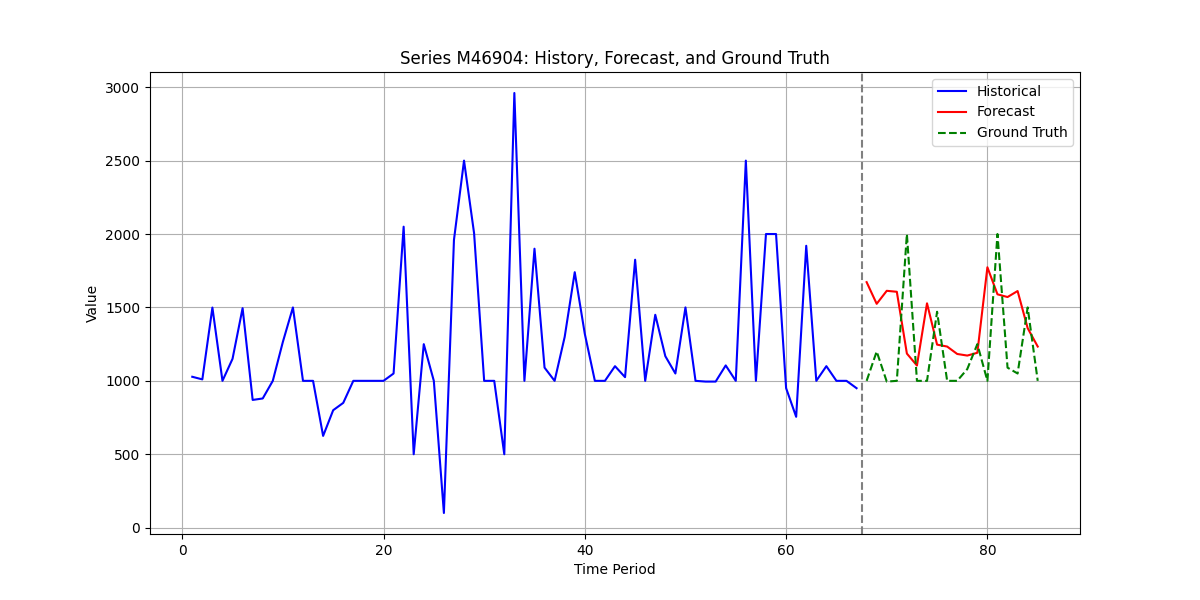 Series M46904: History, Forecast, and Ground Truth
Historical
Forecast
Ground Truth
Value
3000
2500
2000
1500
1000
500
0
0 20 40 60 80
Time Period